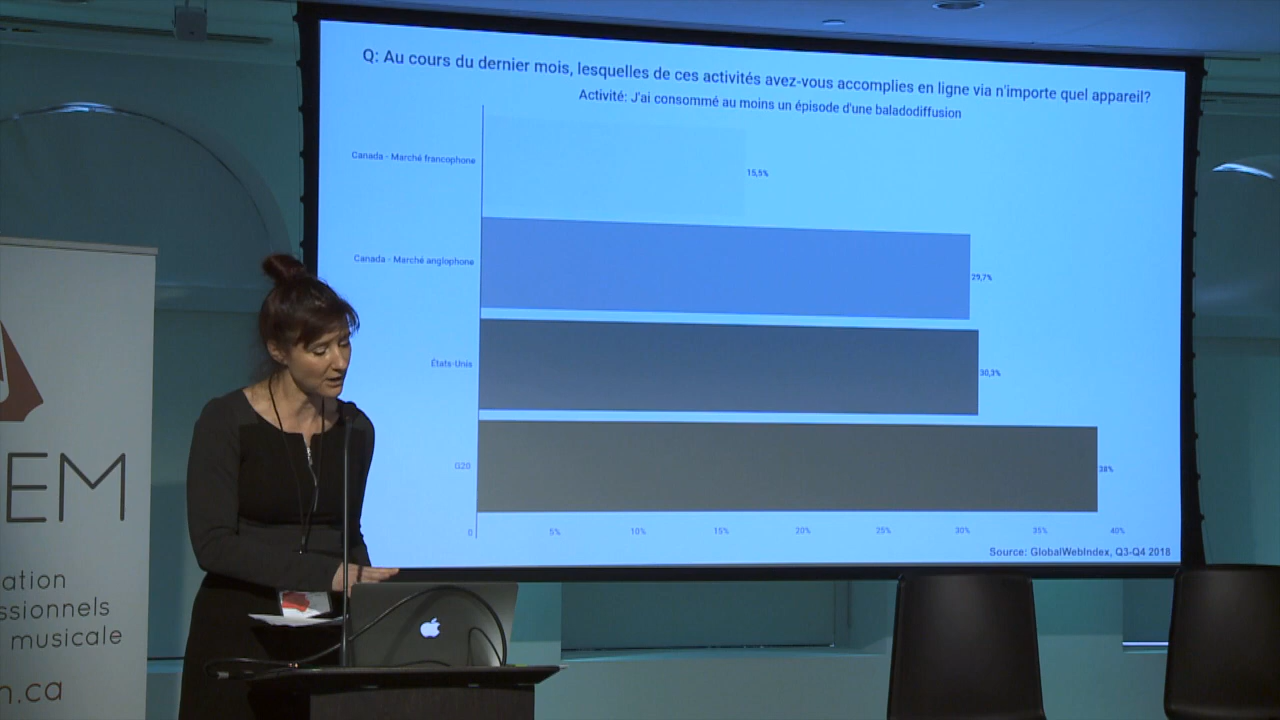 Q: Au cours du dernier mois, lesquelles de ces activités avez-vous accomplies en ligne via n'importe quel appareil?
Activité: J'ai consommé au moins un épisode d'une baladodiffusion
Canada - Marché francophone
15,5%
Canada - Marché anglophone
29,7%
États-Unis
30,3%
G20
38%
0 5% 10% 15% 20% 25% 30% 35% 40%
Source: GlobalWebIndex, Q3-Q4 2018
EM
ation
ssionnels
musicale
n.ca